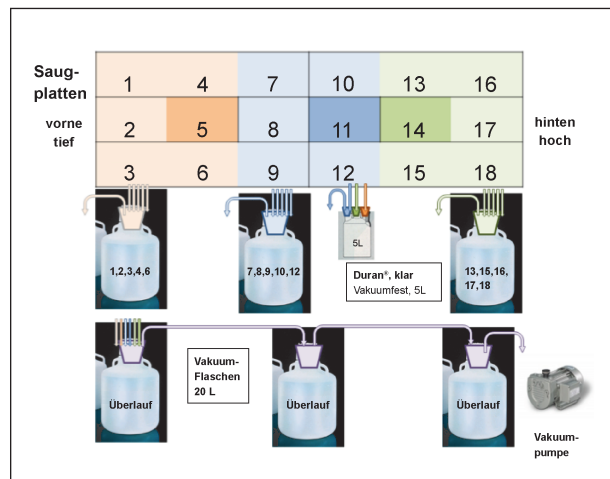 Saug-
platten
vorne
tief
1 4 7 10 13 16
2 5 8 11 14 17
3 6 9 12 15 18
hinten
hoch
1,2,3,4,6
7,8,9,10,12
5L
Duran®, klar
Vakuumfest, 5L
13,15,16,
17,18
Vakuum-
Flaschen
20 L
Überlauf
Überlauf
Überlauf
Vakuum-
pumpe